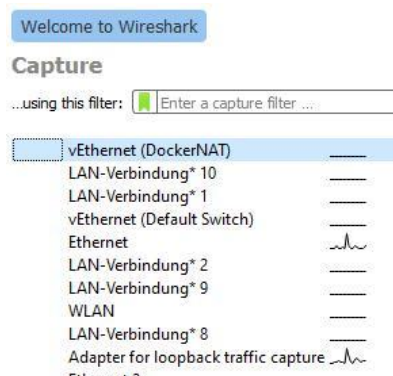 Welcome to Wireshark
Capture
...using this filter: Enter a capture filter ...
vEthernet (DockerNAT)
LAN-Verbindung* 10
LAN-Verbindung* 1
vEthernet (Default Switch)
Ethernet
LAN-Verbindung* 2
LAN-Verbindung* 9
WLAN
LAN-Verbindung* 8
Adapter for loopback traffic capture